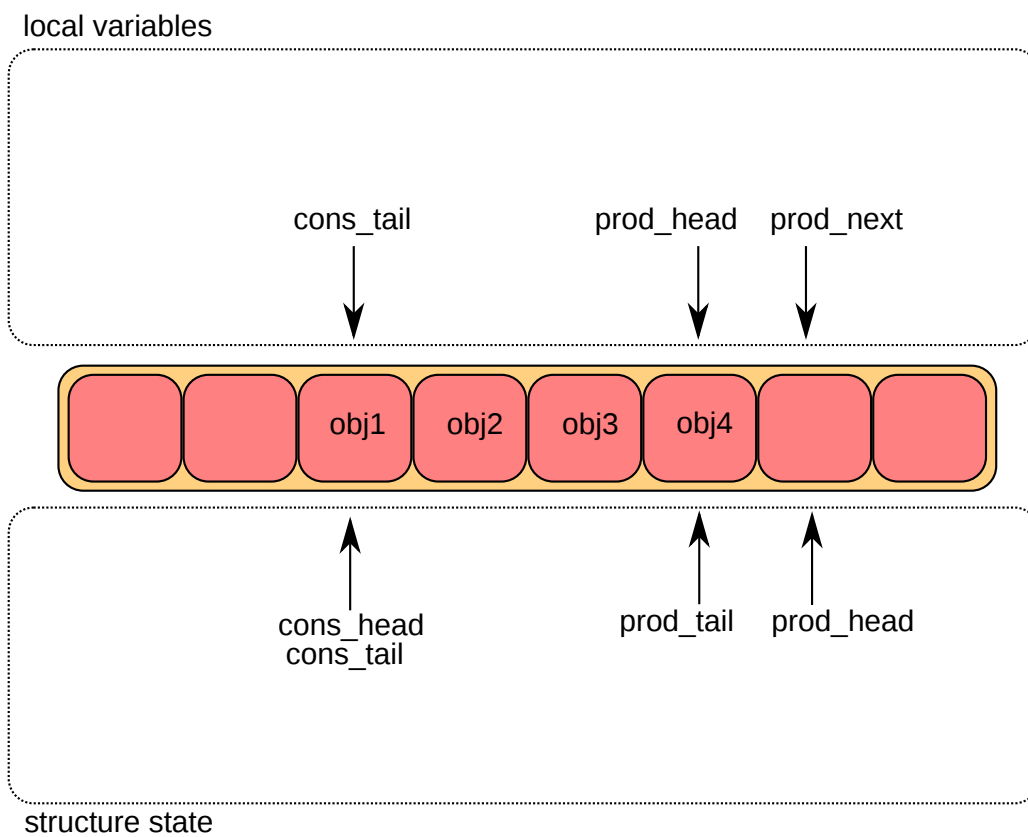 local variables
cons_tail
prod_head
prod_next
obj1
obj2
obj3
obj4
cons_head
cons_tail
prod_tail
prod_head
structure state